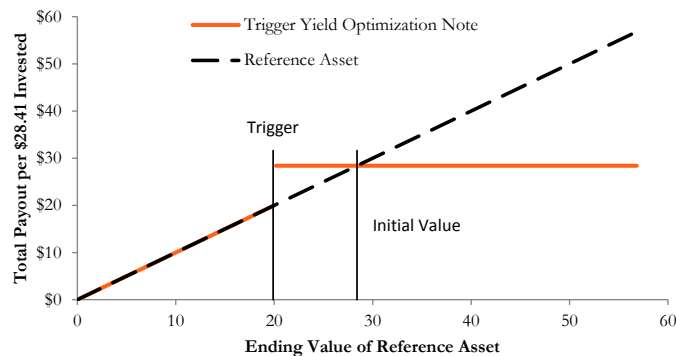 $60
$50
$40
$30
$20
$10
$0
Total Payout per $28.41 Invested
Trigger Yield Optimization Note
Reference Asset
Trigger
Initial Value
0
10
20
30
40
50
60
Ending Value of Reference Asset